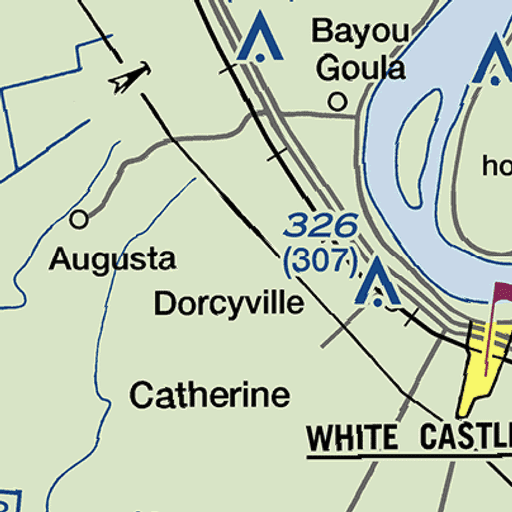 Bayou
Goula
ho
326
(307)
Augusta
Dorcyville
Catherine
WHITE CASTL